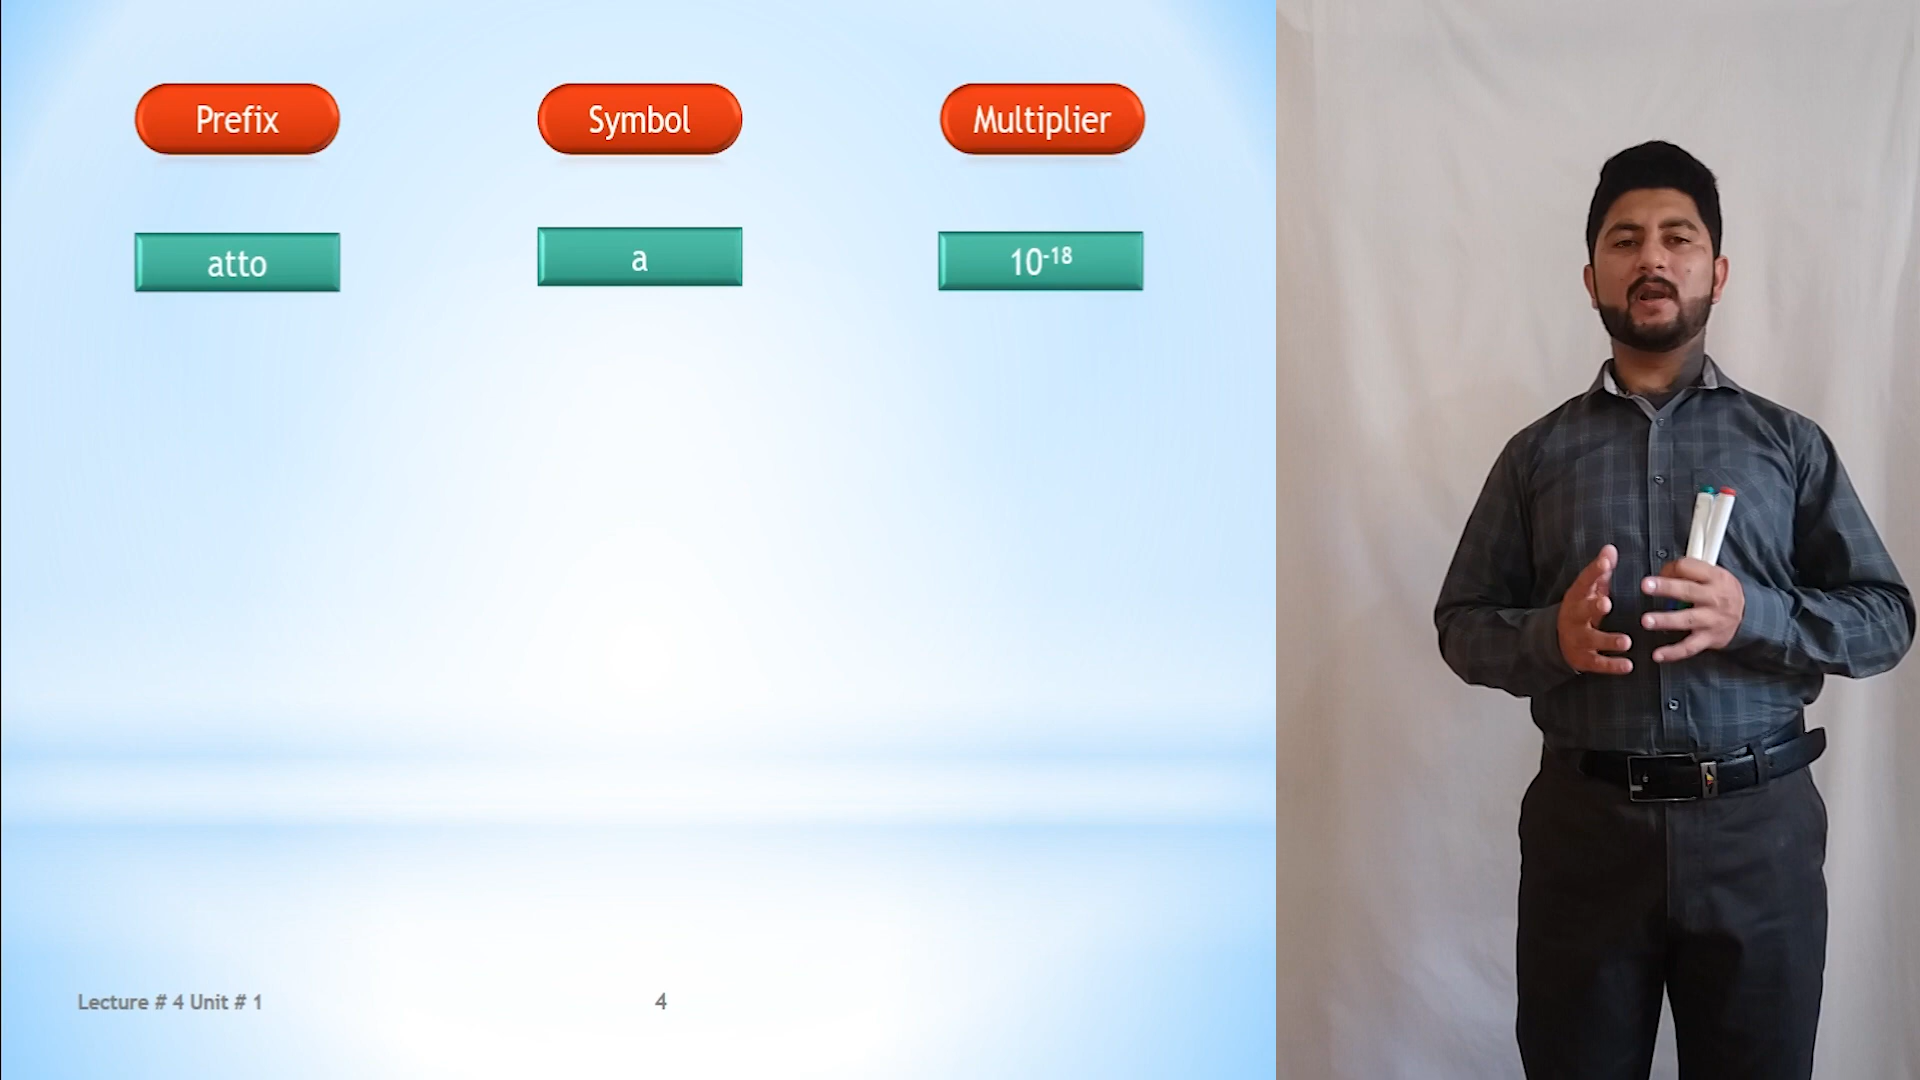 Prefix Symbol Multiplier
atto a 10⁻¹⁸
Lecture # 4 Unit # 1 4